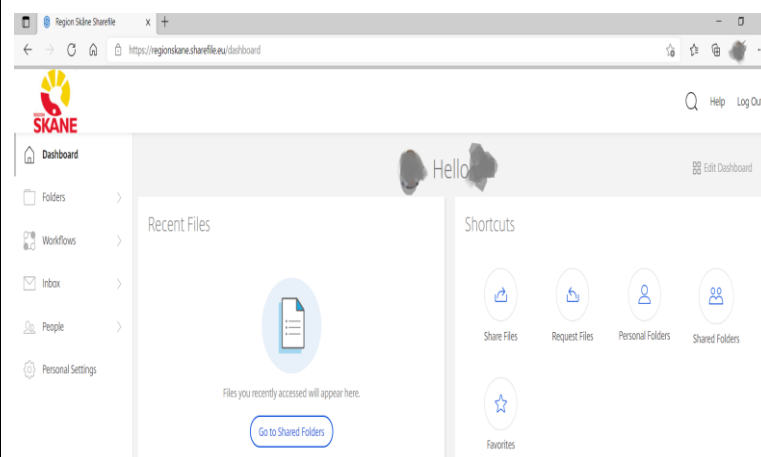 Region Skåne Sharefile
https://regionskane.sharefile.eu/dashboard
REGION
SKÅNE
Help Log Ou
Dashboard
Hello
Edit Dashboard
Folders
Workflows
Inbox
People
Personal Settings
Recent Files
Files you recently accessed will appear here.
Go to Shared Folders
Shortcuts
Share Files
Request Files
Personal Folders
Shared Folders
Favorites